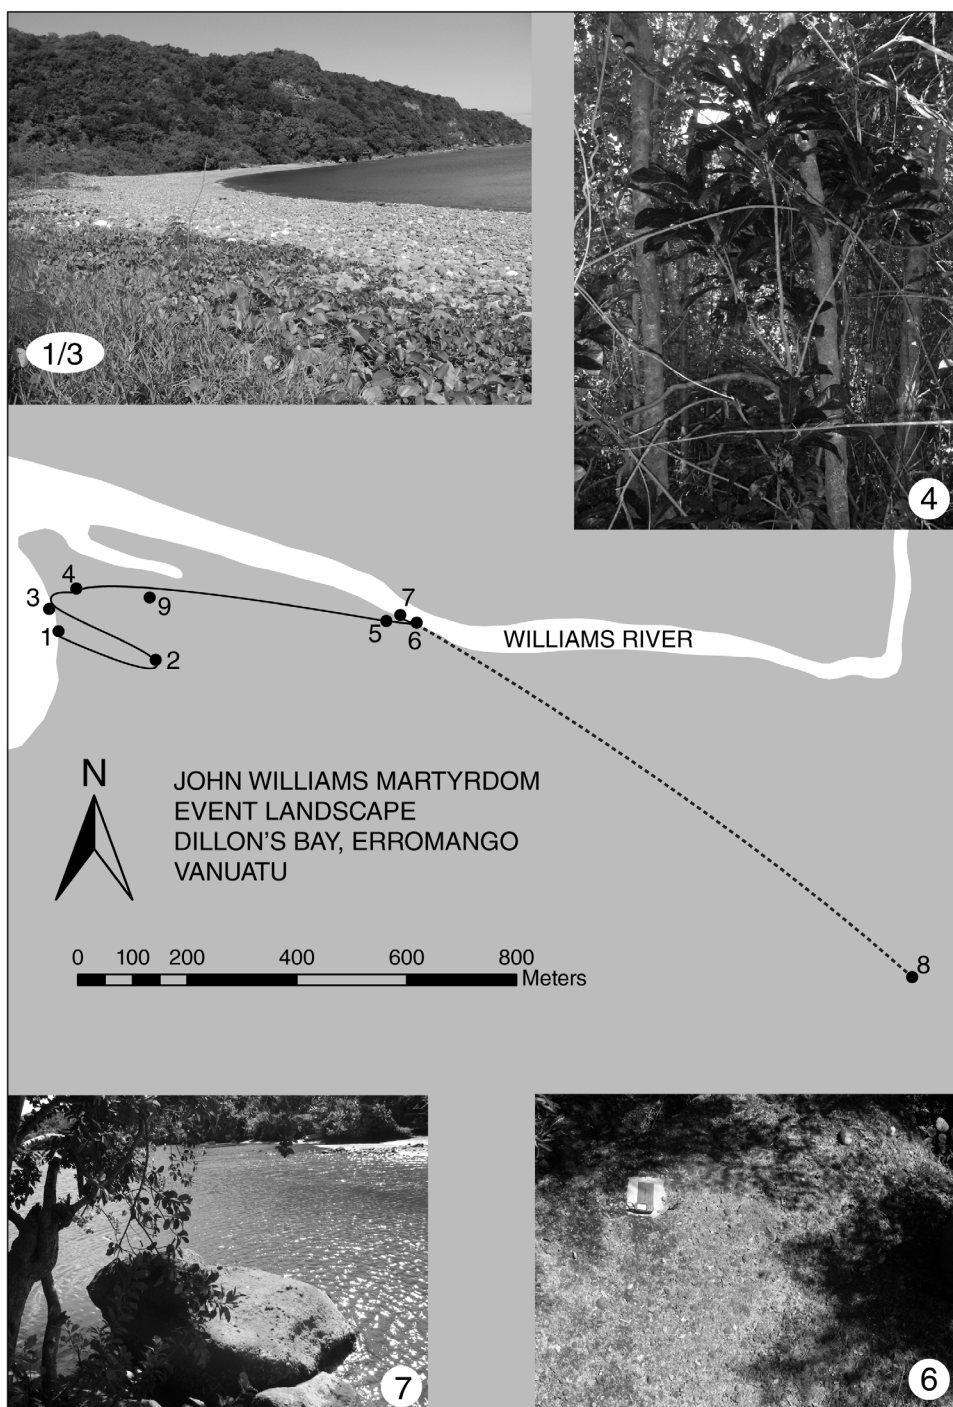 1/3
4
4
3
1
2
9
7
5
6
WILLIAMS RIVER
N
JOHN WILLIAMS MARTYRDOM
EVENT LANDSCAPE
DILLON'S BAY, ERROMANGO
VANUATU
0 100 200 400 600 800
Meters
8
7
6